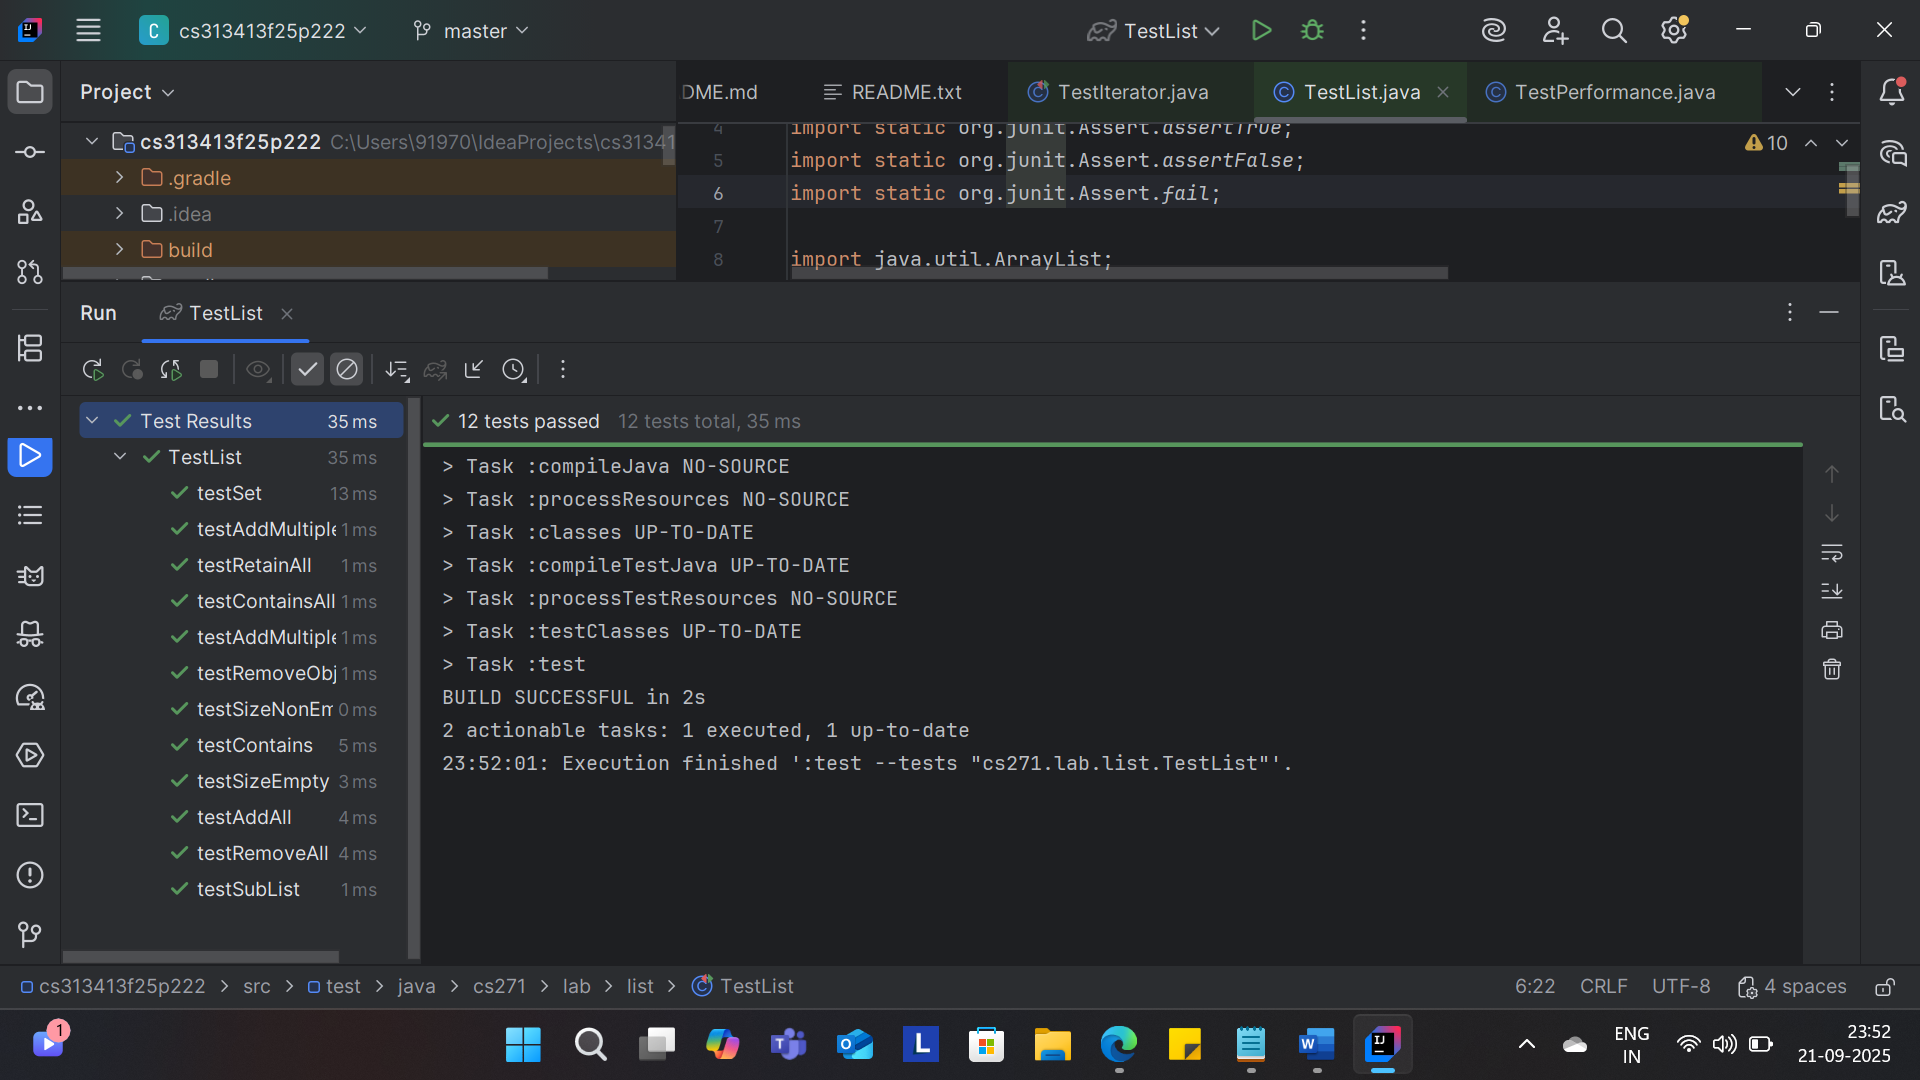 C cs313413f25p222 master TestList
Project
DME.md README.txt TestIterator.java TestList.java TestPerformance.java
cs313413f25p222 C:\Users\91970\IdeaProjects\cs31341
.gradle
.idea
build
4 import static org.junit.Assert.assertTrue;
5 import static org.junit.Assert.assertFalse;
6 import static org.junit.Assert.fail;
7
8 import java.util.ArrayList;
10
Run TestList
Test Results 35 ms
TestList 35 ms
testSet 13 ms
testAddMultiple 1 ms
testRetainAll 1 ms
testContainsAll 1 ms
testAddMultiple 1 ms
testRemoveObj 1 ms
testSizeNonEm 0 ms
testContains 5 ms
testSizeEmpty 3 ms
testAddAll 4 ms
testRemoveAll 4 ms
testSubList 1 ms
12 tests passed 12 tests total, 35 ms
> Task :compileJava NO-SOURCE
> Task :processResources NO-SOURCE
> Task :classes UP-TO-DATE
> Task :compileTestJava UP-TO-DATE
> Task :processTestResources NO-SOURCE
> Task :testClasses UP-TO-DATE
> Task :test
BUILD SUCCESSFUL in 2s
2 actionable tasks: 1 executed, 1 up-to-date
23:52:01: Execution finished ':test --tests "cs271.lab.list.TestList"'.
cs313413f25p222 > src > test > java > cs271 > lab > list > TestList
6:22 CRLF UTF-8 4 spaces
1
ENG
IN
23:52
21-09-2025